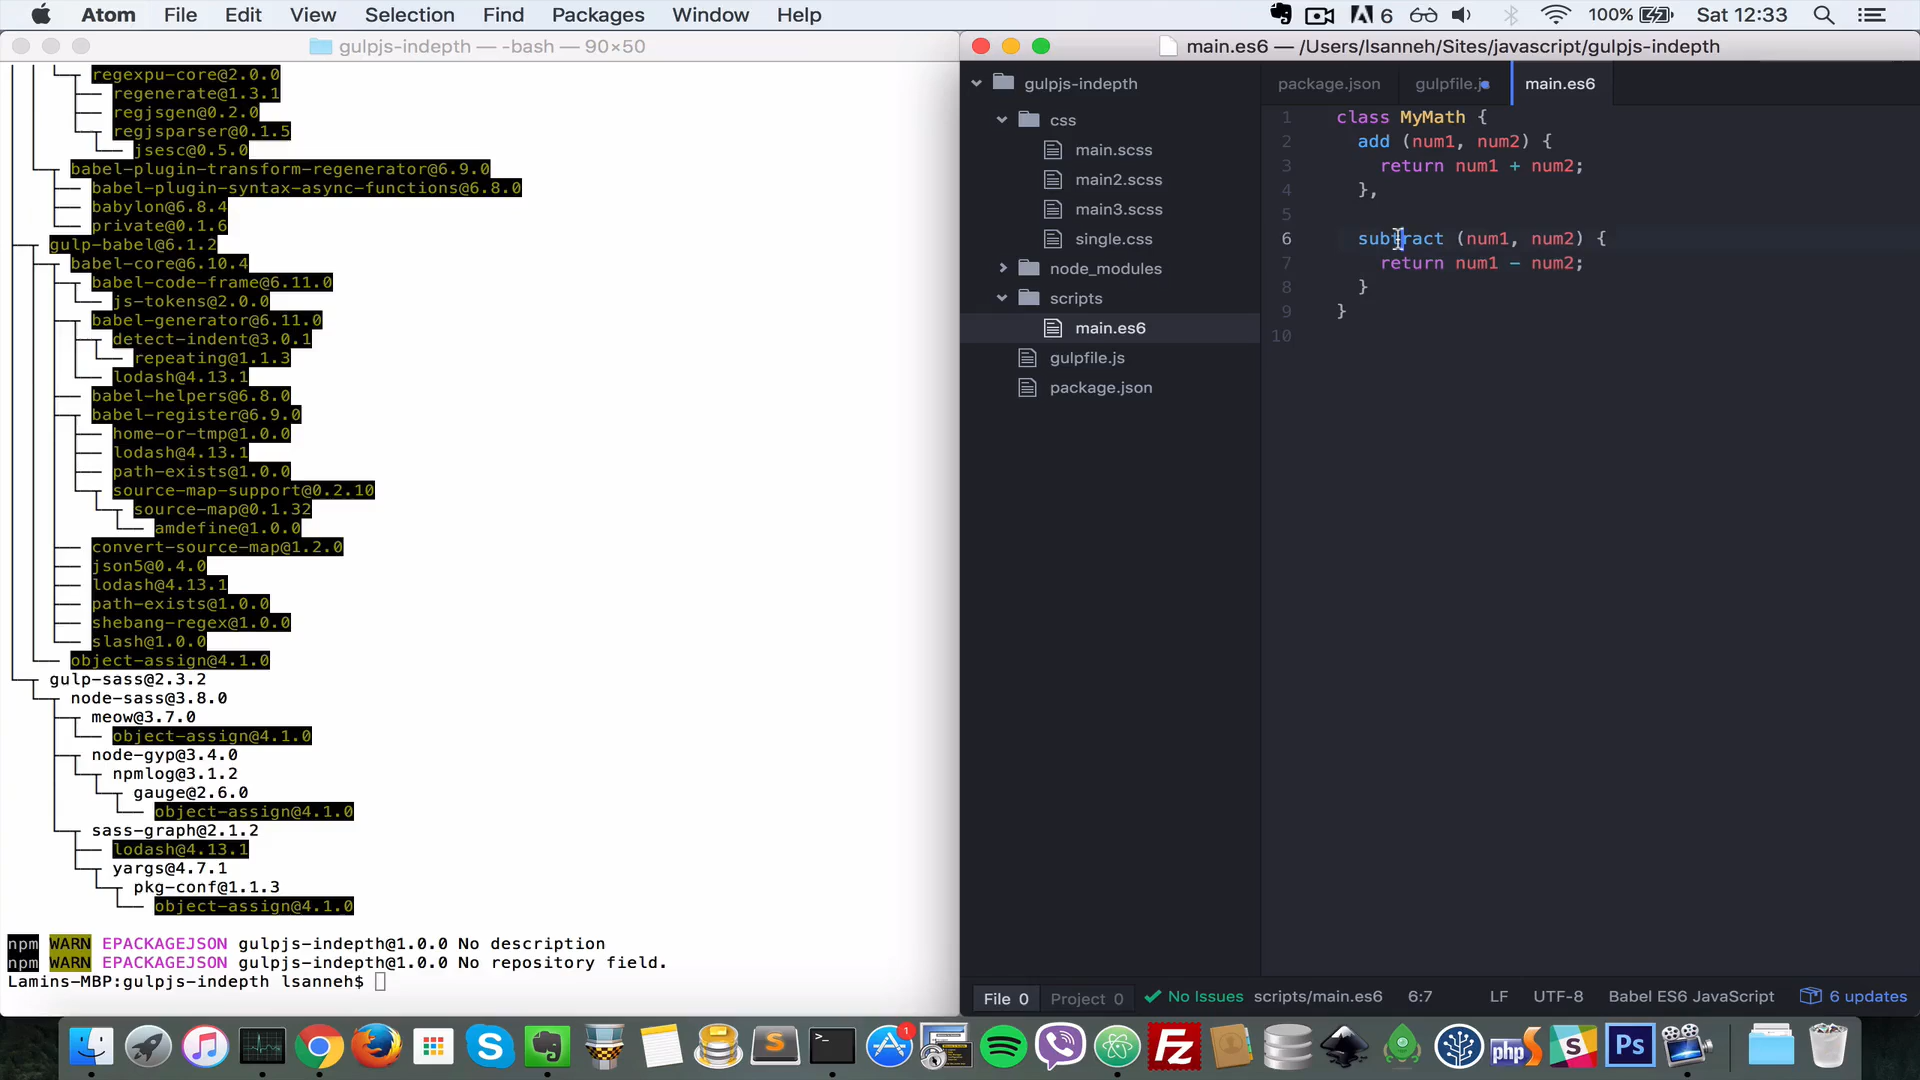 Atom File Edit View Selection Find Packages Window Help 6 100% Sat 12:33
gulpjs-indepth — -bash — 90×50
regexpu-core@2.0.0
regenerate@1.3.1
regjsgen@0.2.0
regjsparser@0.1.5
jsesc@0.5.0
babel-plugin-transform-regenerator@6.9.0
babel-plugin-syntax-async-functions@6.8.0
babylon@6.8.4
private@0.1.6
gulp-babel@6.1.2
babel-core@6.10.4
babel-code-frame@6.11.0
js-tokens@2.0.0
babel-generator@6.11.0
detect-indent@3.0.1
repeating@1.1.3
lodash@4.13.1
babel-helpers@6.8.0
babel-register@6.9.0
home-or-tmp@1.0.0
lodash@4.13.1
path-exists@1.0.0
source-map-support@0.2.10
source-map@0.1.32
amdefine@1.0.0
convert-source-map@1.2.0
json5@0.4.0
lodash@4.13.1
path-exists@1.0.0
shebang-regex@1.0.0
slash@1.0.0
object-assign@4.1.0
gulp-sass@2.3.2
node-sass@3.8.0
meow@3.7.0
object-assign@4.1.0
node-gyp@3.4.0
npmlog@3.1.2
gauge@2.6.0
object-assign@4.1.0
sass-graph@2.1.2
lodash@4.13.1
yargs@4.7.1
pkg-conf@1.1.3
object-assign@4.1.0
npm WARN EPACKAGEJSON gulpjs-indepth@1.0.0 No description
npm WARN EPACKAGEJSON gulpjs-indepth@1.0.0 No repository field.
Lamins-MBP:gulpjs-indepth lsanneh$
main.es6 — /Users/lsanneh/Sites/javascript/gulpjs-indepth
gulpjs-indepth
css
main.scss
main2.scss
main3.scss
single.css
node_modules
scripts
main.es6
gulpfile.js
package.json
package.json gulpfile.js main.es6
1 class MyMath {
2 add (num1, num2) {
3 return num1 + num2;
4 },
5
6 subtract (num1, num2) {
7 return num1 - num2;
8 }
9 }
10
File 0 Project 0 No Issues scripts/main.es6 6:7 LF UTF-8 Babel ES6 JavaScript 6 updates
1
php
Ps